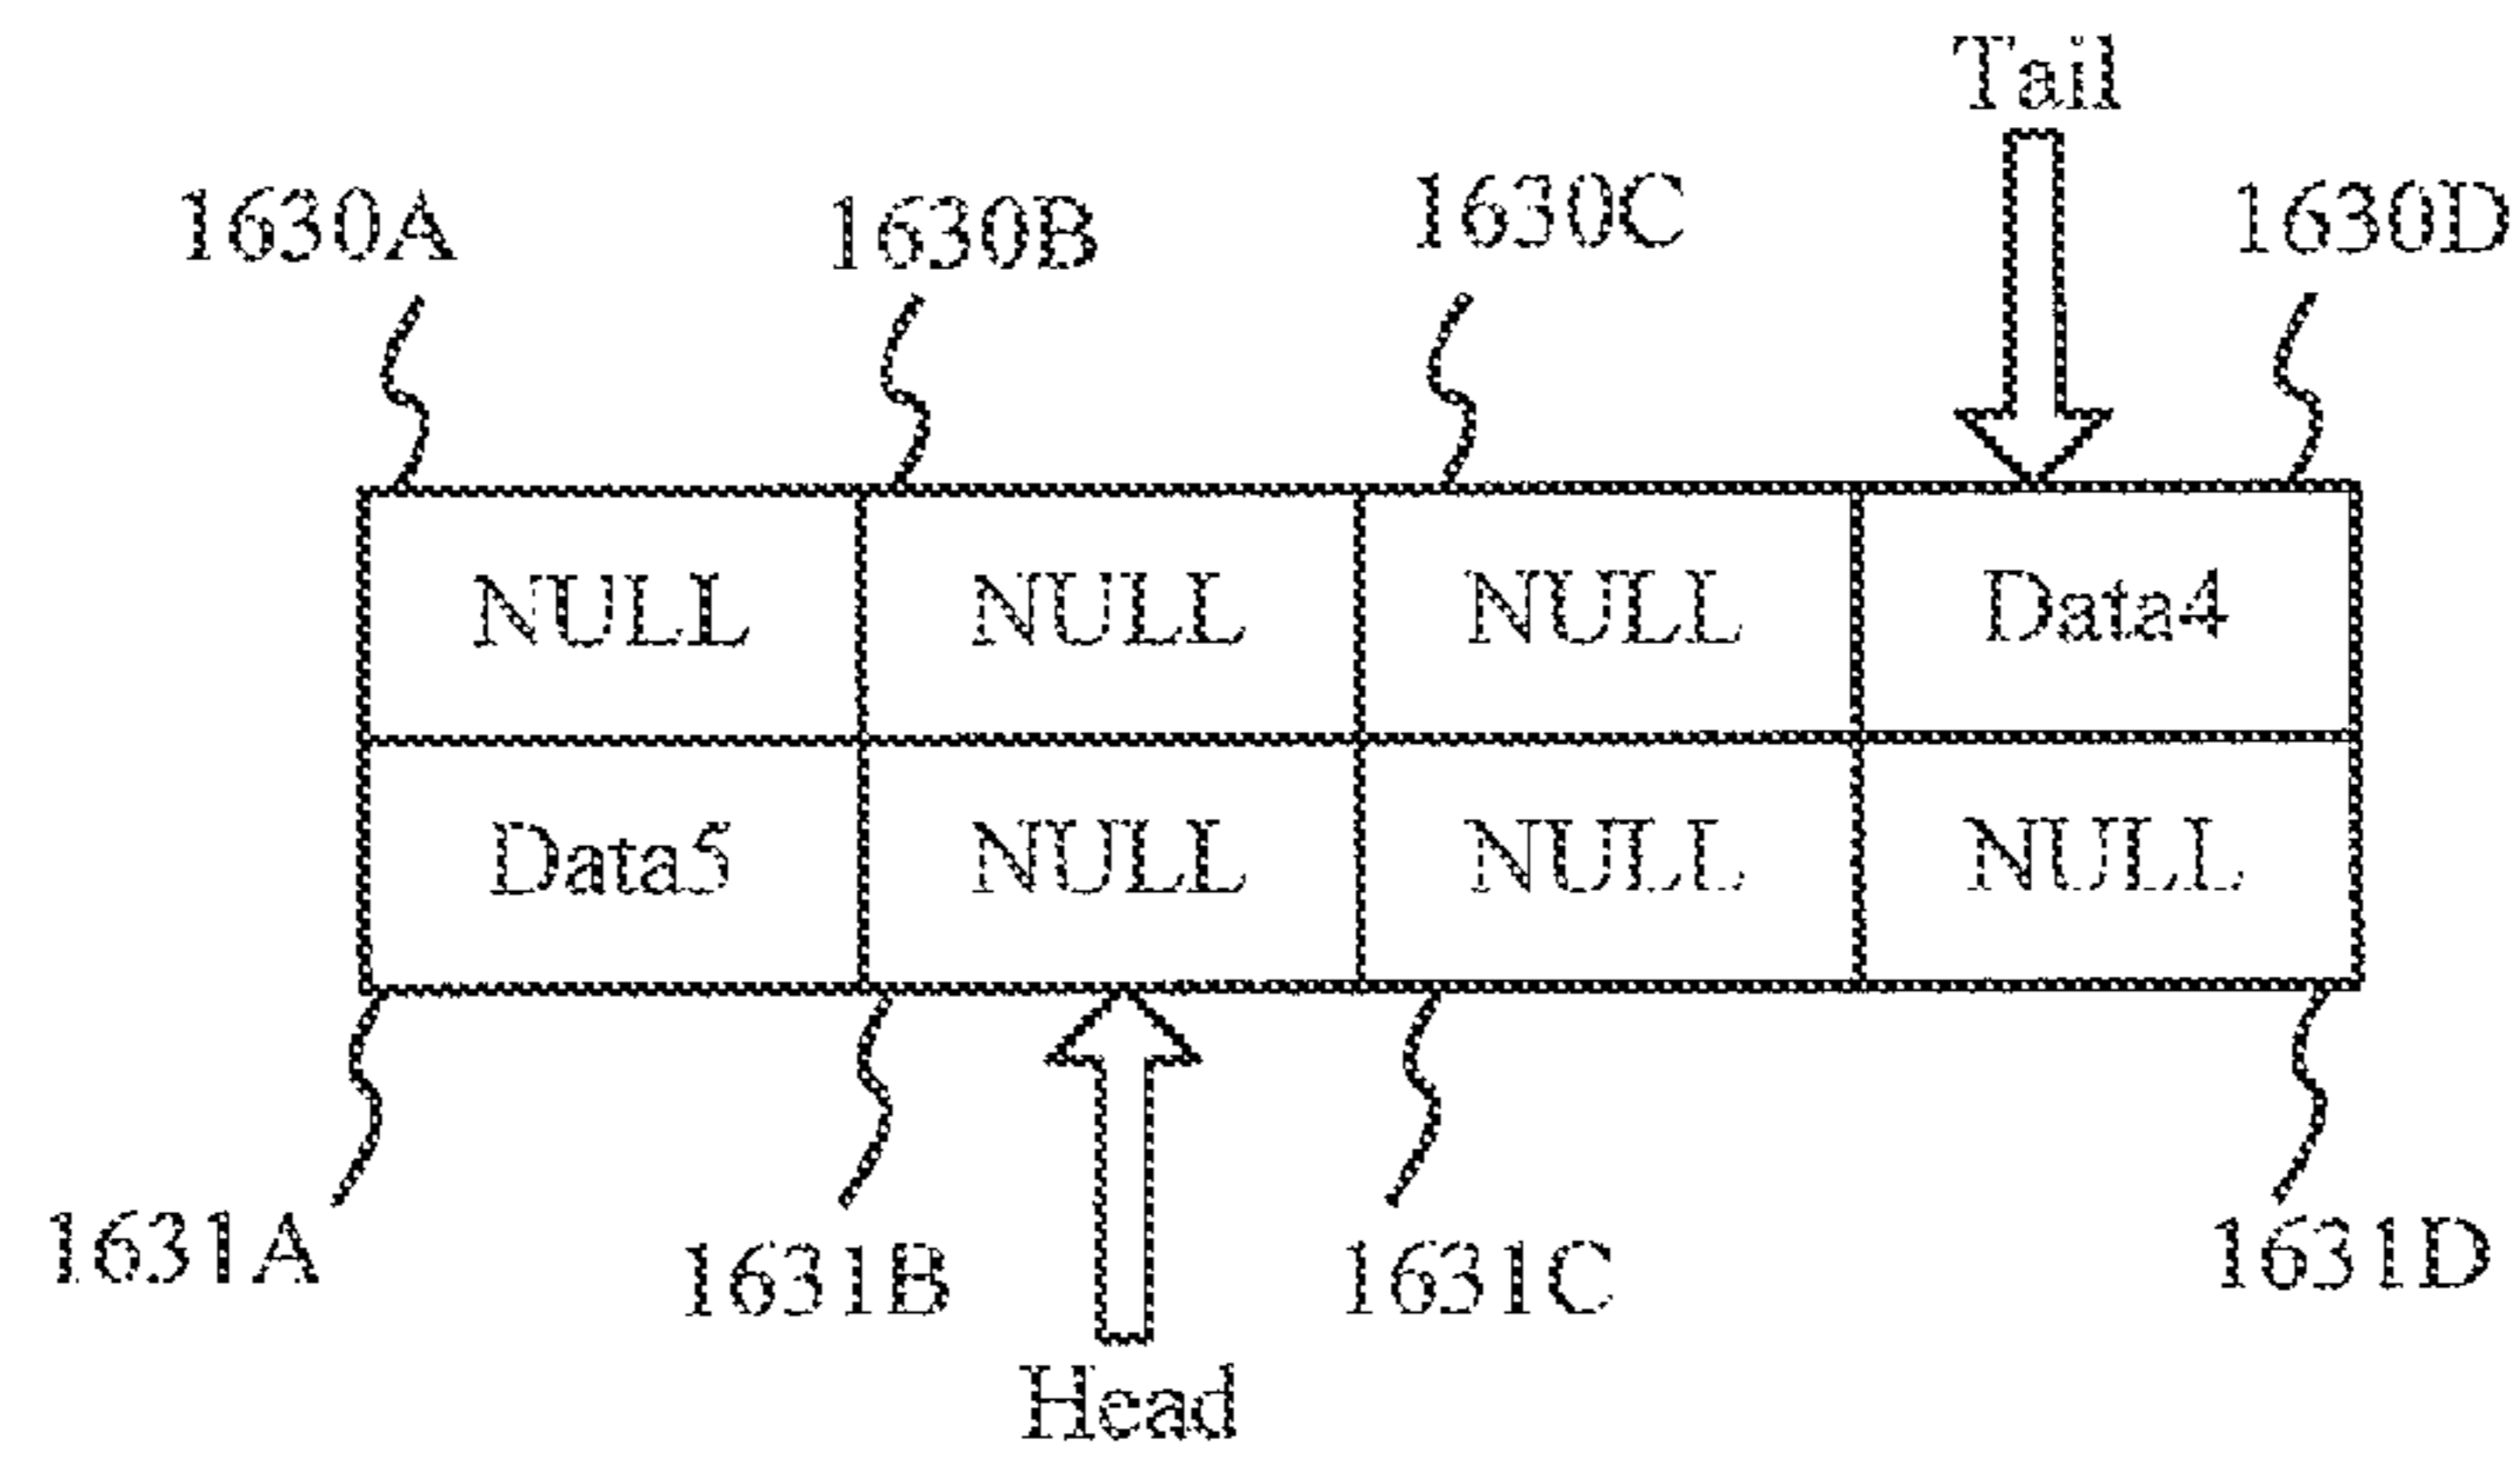 Tail
1630A 1630B 1630C 1630D
NULL NULL NULL Data4
Data5 NULL NULL NULL
1631A 1631B 1631C 1631D
Head